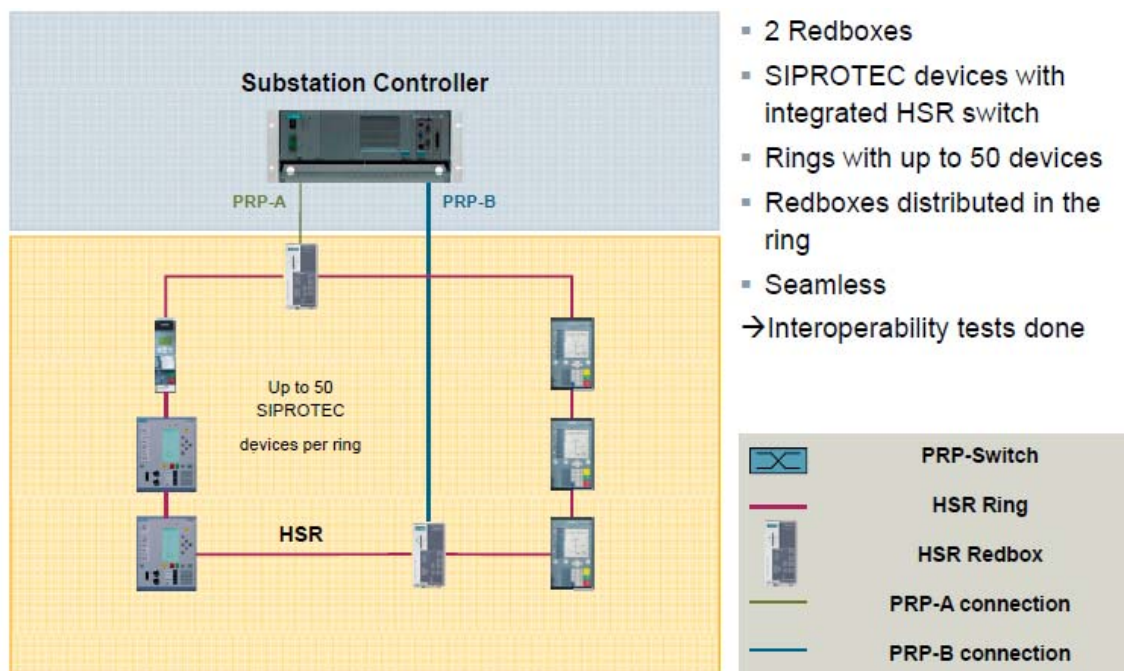 Substation Controller
PRP-A
PRP-B
Up to 50
SIPROTEC
devices per ring
HSR
▪ 2 Redboxes
▪ SIPROTEC devices with
integrated HSR switch
▪ Rings with up to 50 devices
▪ Redboxes distributed in the
ring
▪ Seamless
→Interoperability tests done
PRP-Switch
HSR Ring
HSR Redbox
PRP-A connection
PRP-B connection